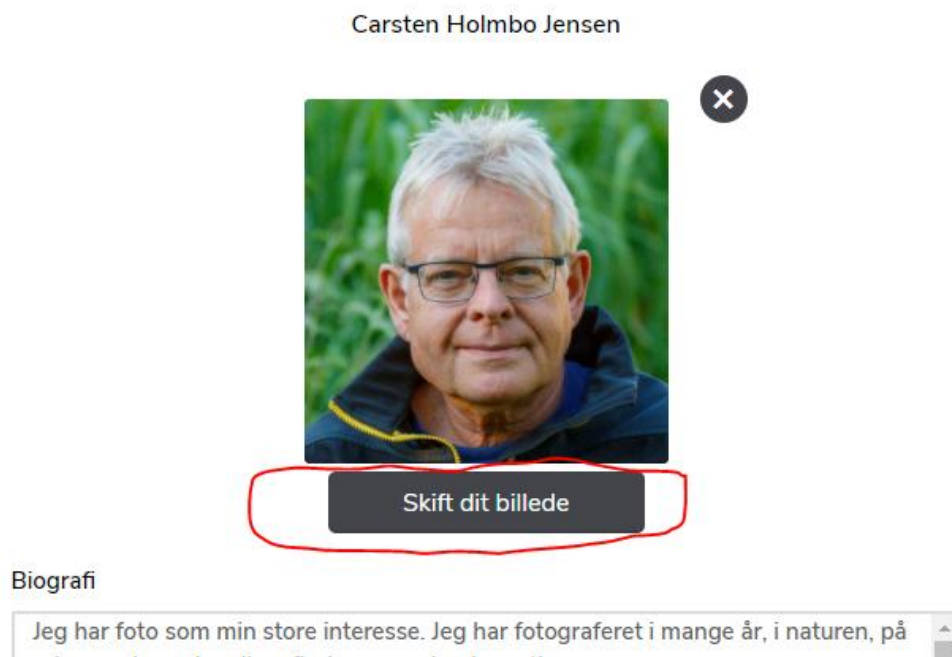 Carsten Holmbo Jensen
Skift dit billede
Biografi
Jeg har foto som min store interesse. Jeg har fotograferet i mange år, i naturen, på